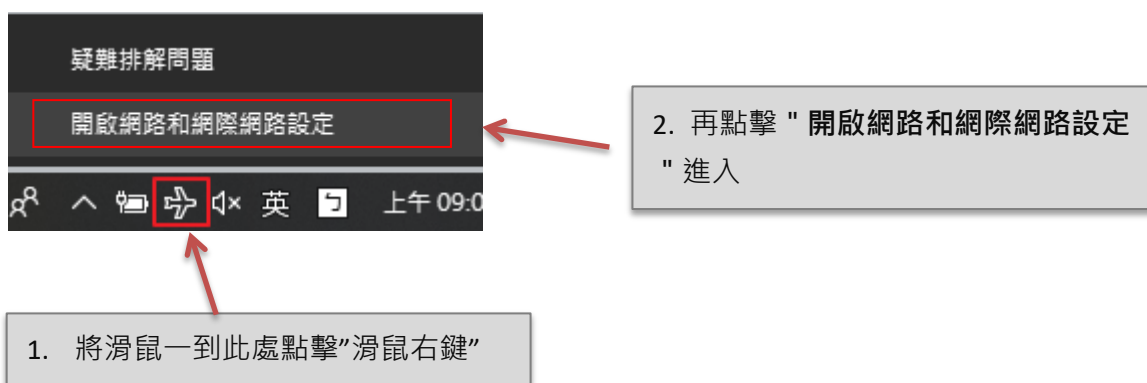 疑難排解問題
開啟網路和網際網路設定
英 ㄅ 上午 09:0
2. 再點擊 " 開啟網路和網際網路設定
" 進入
1. 將滑鼠一到此處點擊”滑鼠右鍵”